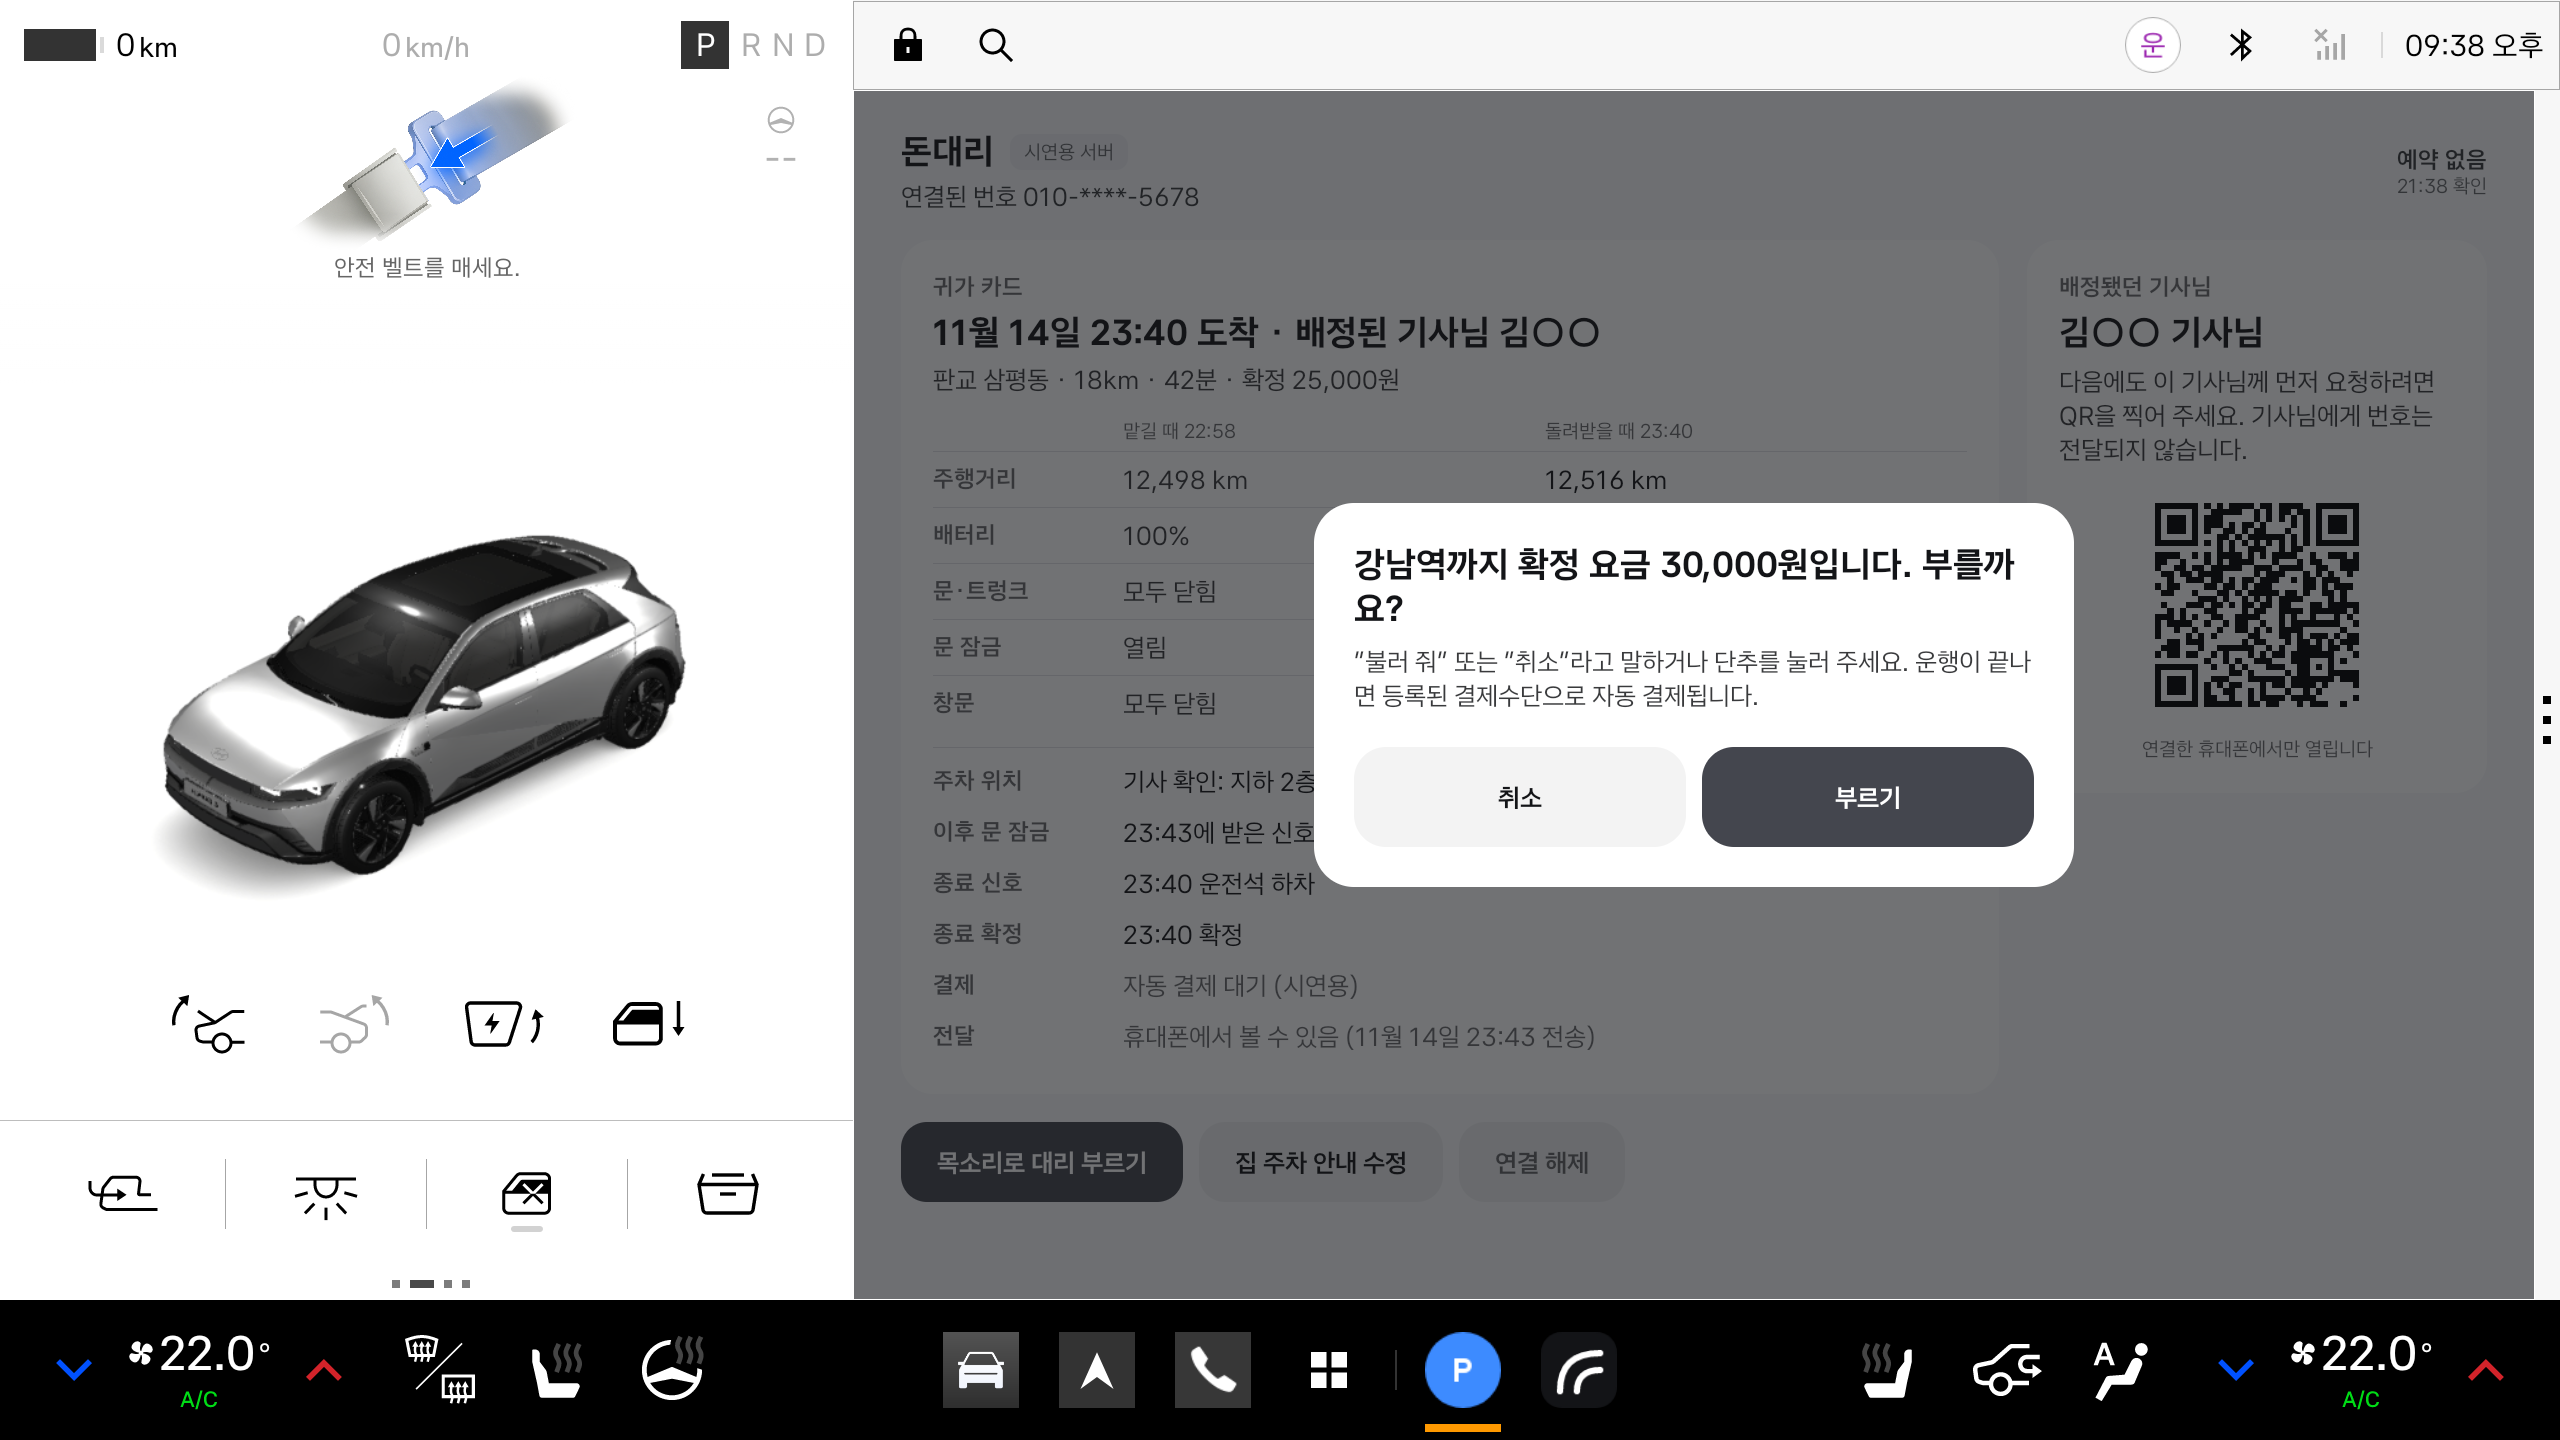 0 km
0 km/h
P R N D
안전 벨트를 매세요.
운
09:38 오후
돈대리
시연용 서버
연결된 번호 010-****-5678
예약 없음
21:38 확인
귀가 카드
11월 14일 23:40 도착 · 배정된 기사님 김○○
판교 삼평동 · 18km · 42분 · 확정 25,000원
맡길 때 22:58
돌려받을 때 23:40
주행거리
12,498 km
12,516 km
배터리
100%
문·트렁크
모두 닫힘
문 잠금
열림
창문
모두 닫힘
주차 위치
기사 확인: 지하 2층
이후 문 잠금
23:43에 받은 신호
종료 신호
23:40 운전석 하차
종료 확정
23:40 확정
결제
자동 결제 대기 (시연용)
전달
휴대폰에서 볼 수 있음 (11월 14일 23:43 전송)
배정됐던 기사님
김○○ 기사님
다음에도 이 기사님께 먼저 요청하려면
QR을 찍어 주세요. 기사님에게 번호는
전달되지 않습니다.
연결한 휴대폰에서만 열립니다
강남역까지 확정 요금 30,000원입니다. 부를까
요?
"불러 줘" 또는 "취소"라고 말하거나 단추를 눌러 주세요. 운행이 끝나
면 등록된 결제수단으로 자동 결제됩니다.
취소
부르기
목소리로 대리 부르기
집 주차 안내 수정
연결 해제
22.0°
A/C
P
A
22.0°
A/C